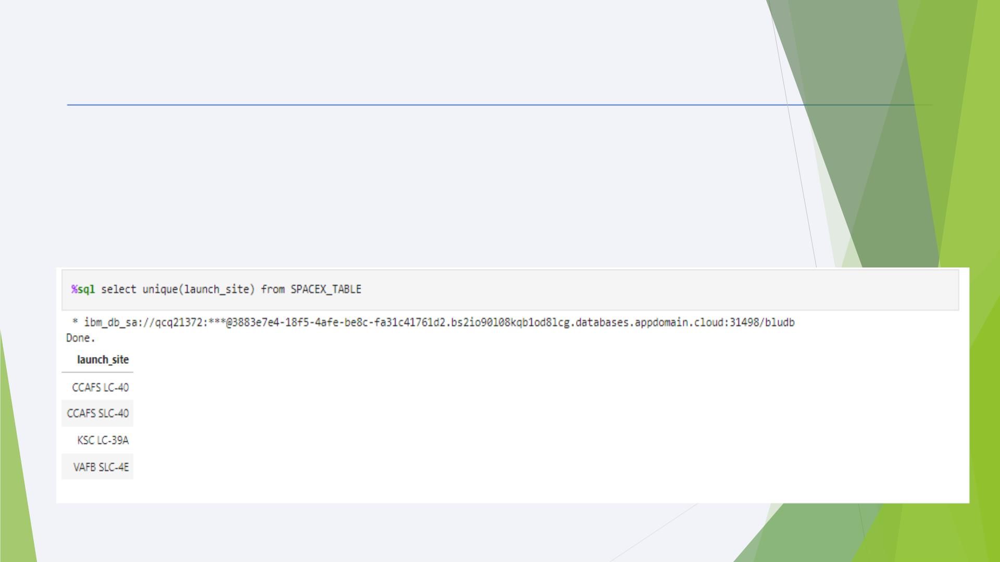 %sql select unique(launch_site) from SPACEX_TABLE
* ibm_db_sa://qcq21372:***@3883e7e4-18f5-4afe-be8c-fa31c41761d2.bs2io90l08kqb1od8lcg.databases.appdomain.cloud:31498/bludb
Done.
launch_site
CCAFS LC-40
CCAFS SLC-40
KSC LC-39A
VAFB SLC-4E